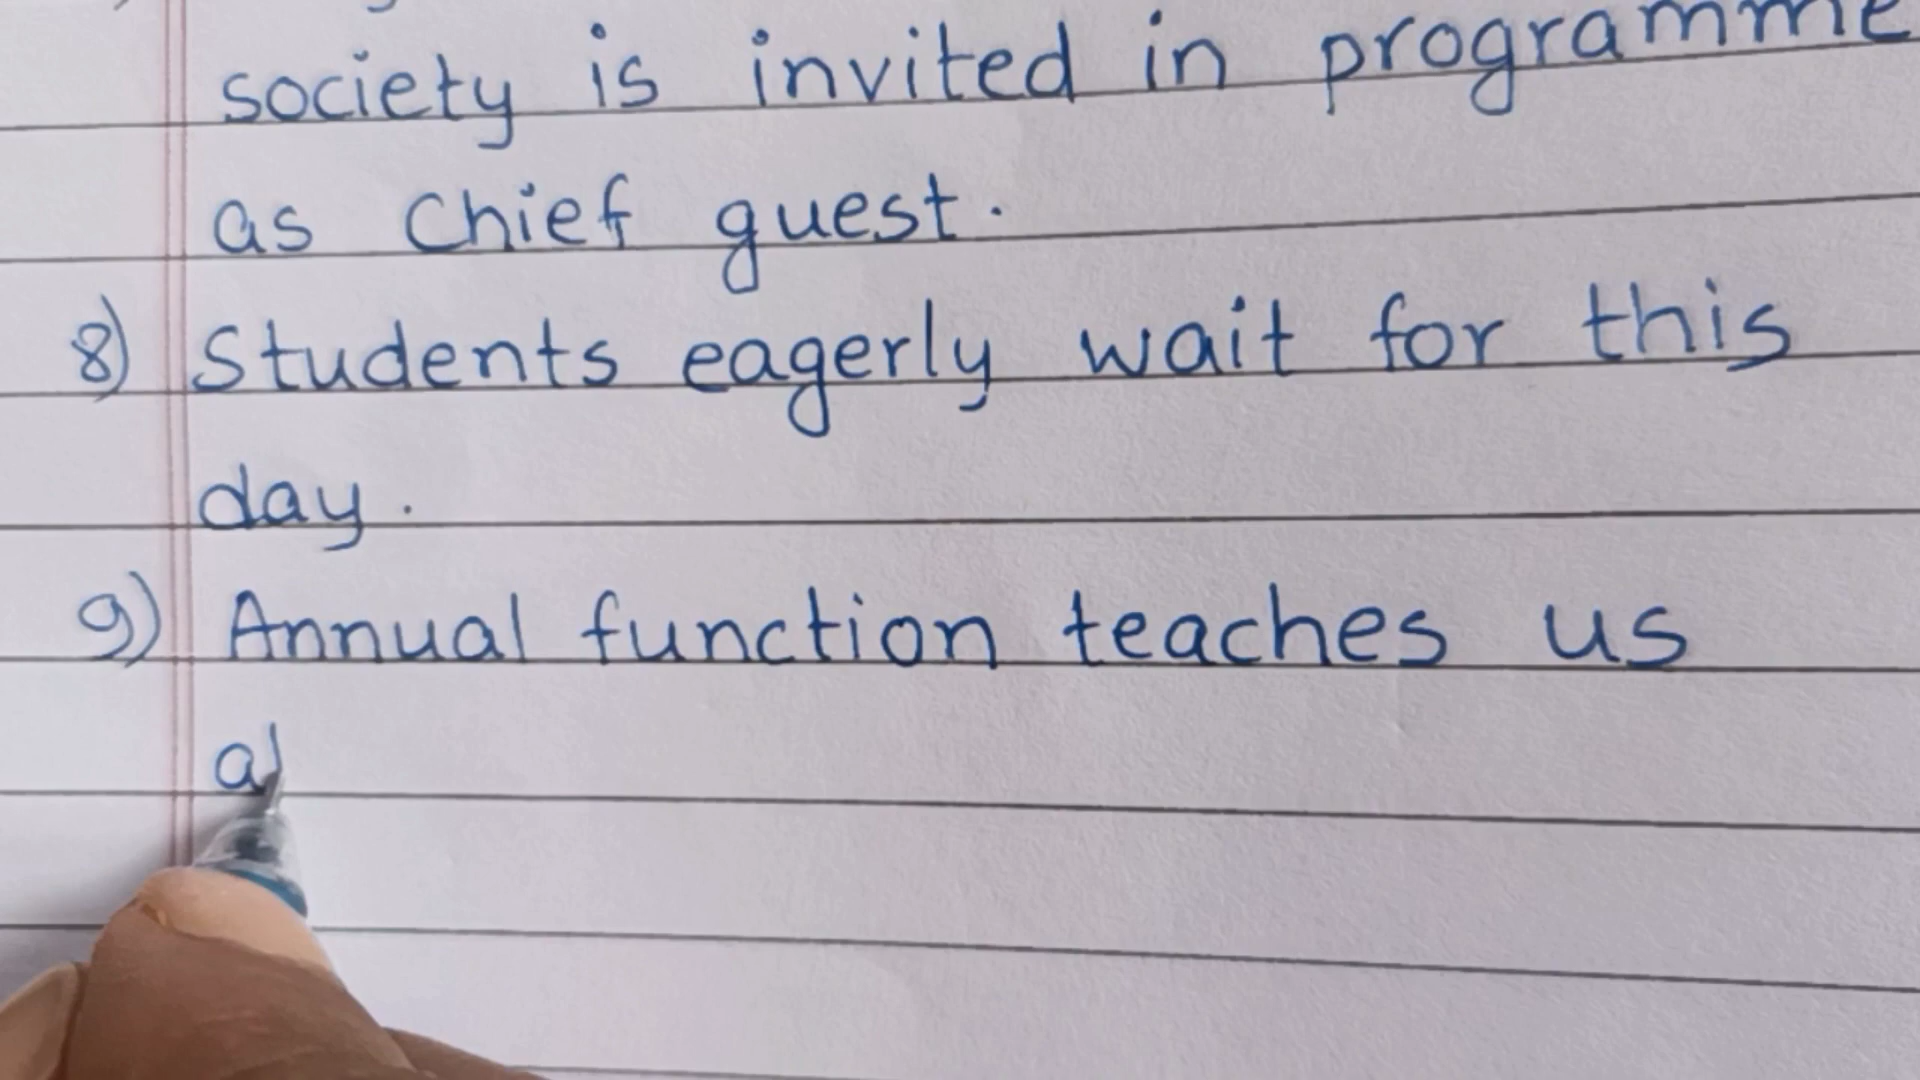 society is invited in programme
as Chief guest.
8) Students eagerly wait for this
day.
9) Annual function teaches us